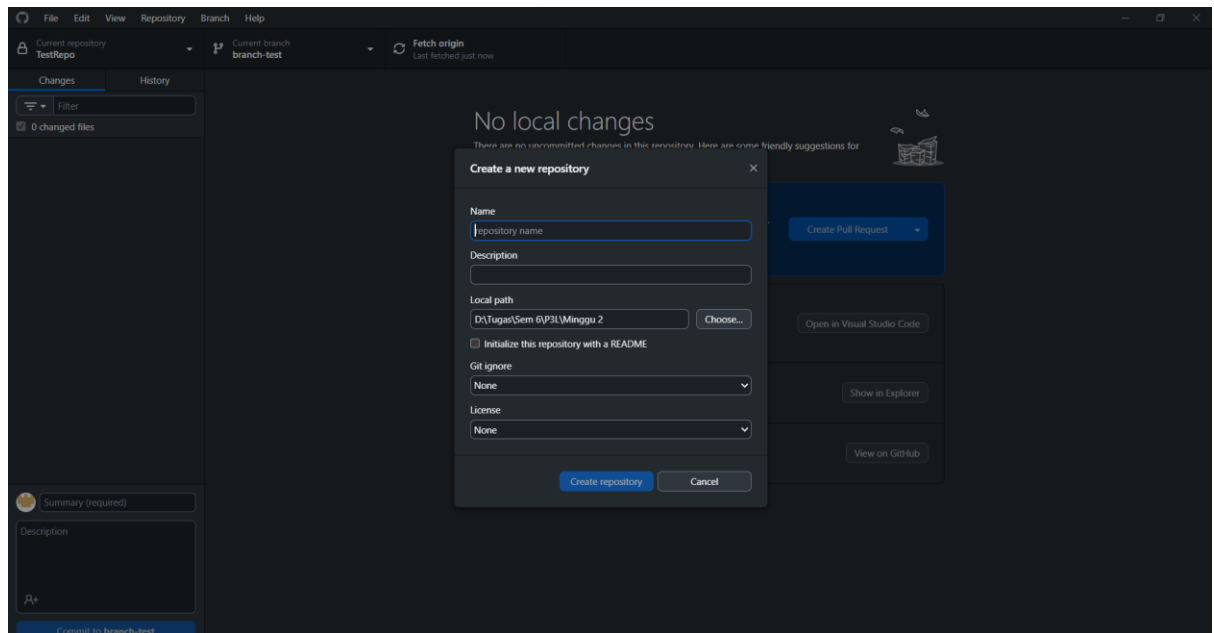 File Edit View Repository Branch Help
Current repository
TestRepo
Current branch
branch-test
Fetch origin
Last fetched just now
Changes History
Filter
0 changed files
No local changes
There are no uncommitted changes in this repository. Here are some friendly suggestions for
Create a new repository
Name
repository name
Description
Local path
D:\Tugas\Sem 6\P3L\Minggu 2
Choose...
Initialize this repository with a README
Git ignore
None
License
None
Create repository
Cancel
Create Pull Request
Open in Visual Studio Code
Show in Explorer
View on GitHub
Summary (required)
Description
Commit to branch-test